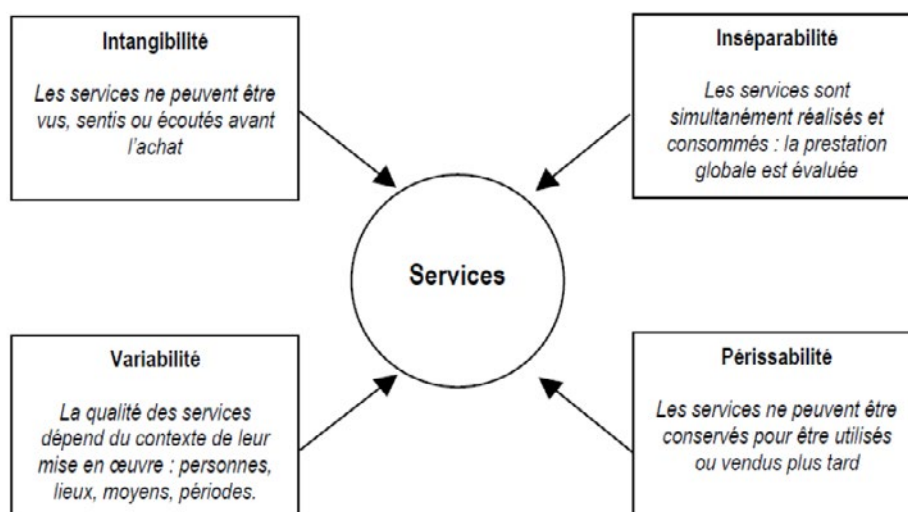 Intangibilité
Les services ne peuvent être
vus, sentis ou écoutés avant
l'achat
Inséparabilité
Les services sont
simultanément réalisés et
consommés : la prestation
globale est évaluée
Services
Variabilité
La qualité des services
dépend du contexte de leur
mise en œuvre : personnes,
lieux, moyens, périodes.
Périssabilité
Les services ne peuvent être
conservés pour être utilisés
ou vendus plus tard